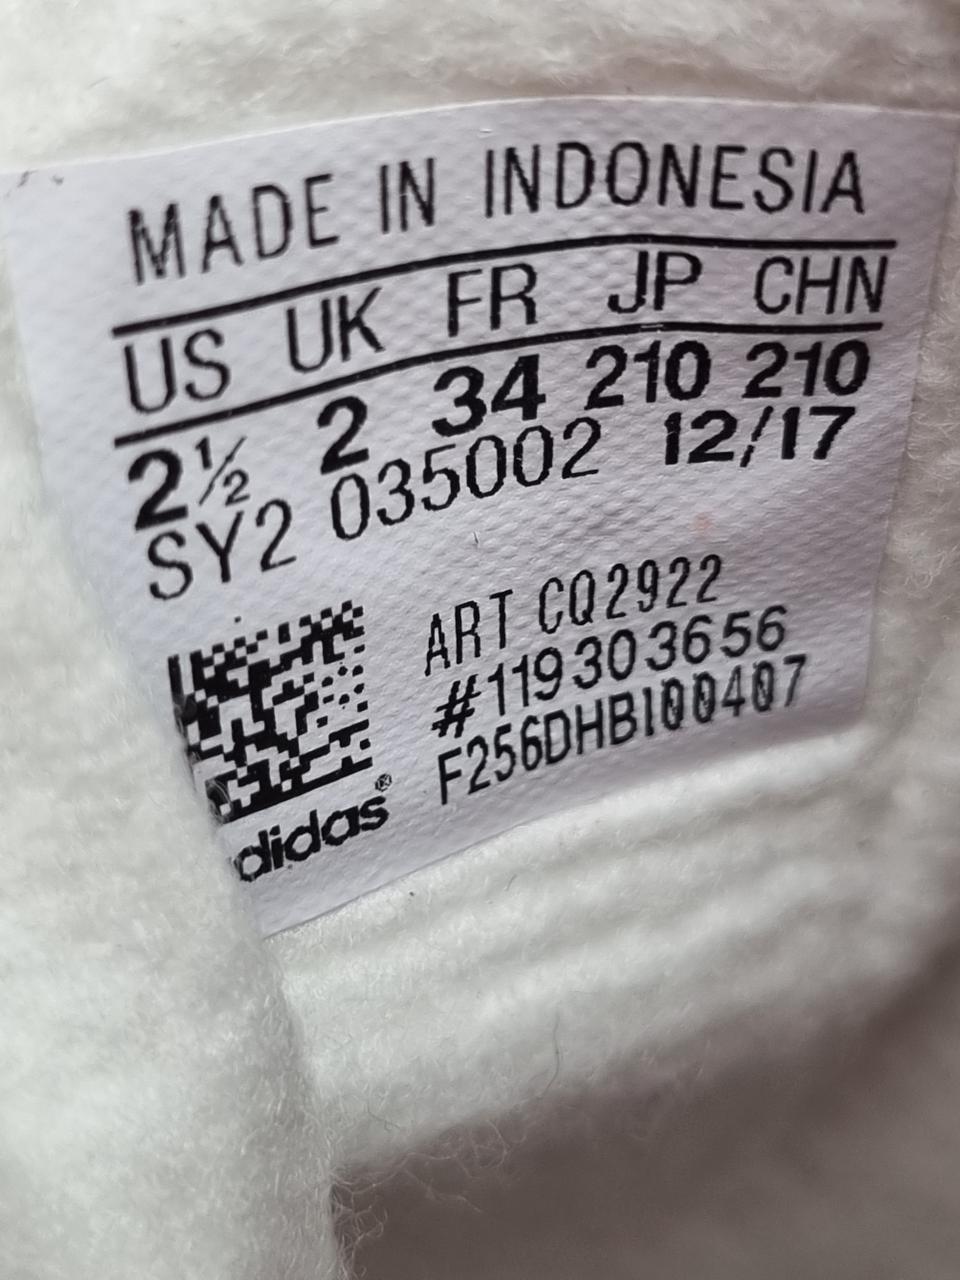 MADE IN INDONESIA
US UK FR JP CHN
2½ 2 34 210 210
SY2 035002 12/17
ART CQ2922
#119303656
F256DHBI00407
adidas®